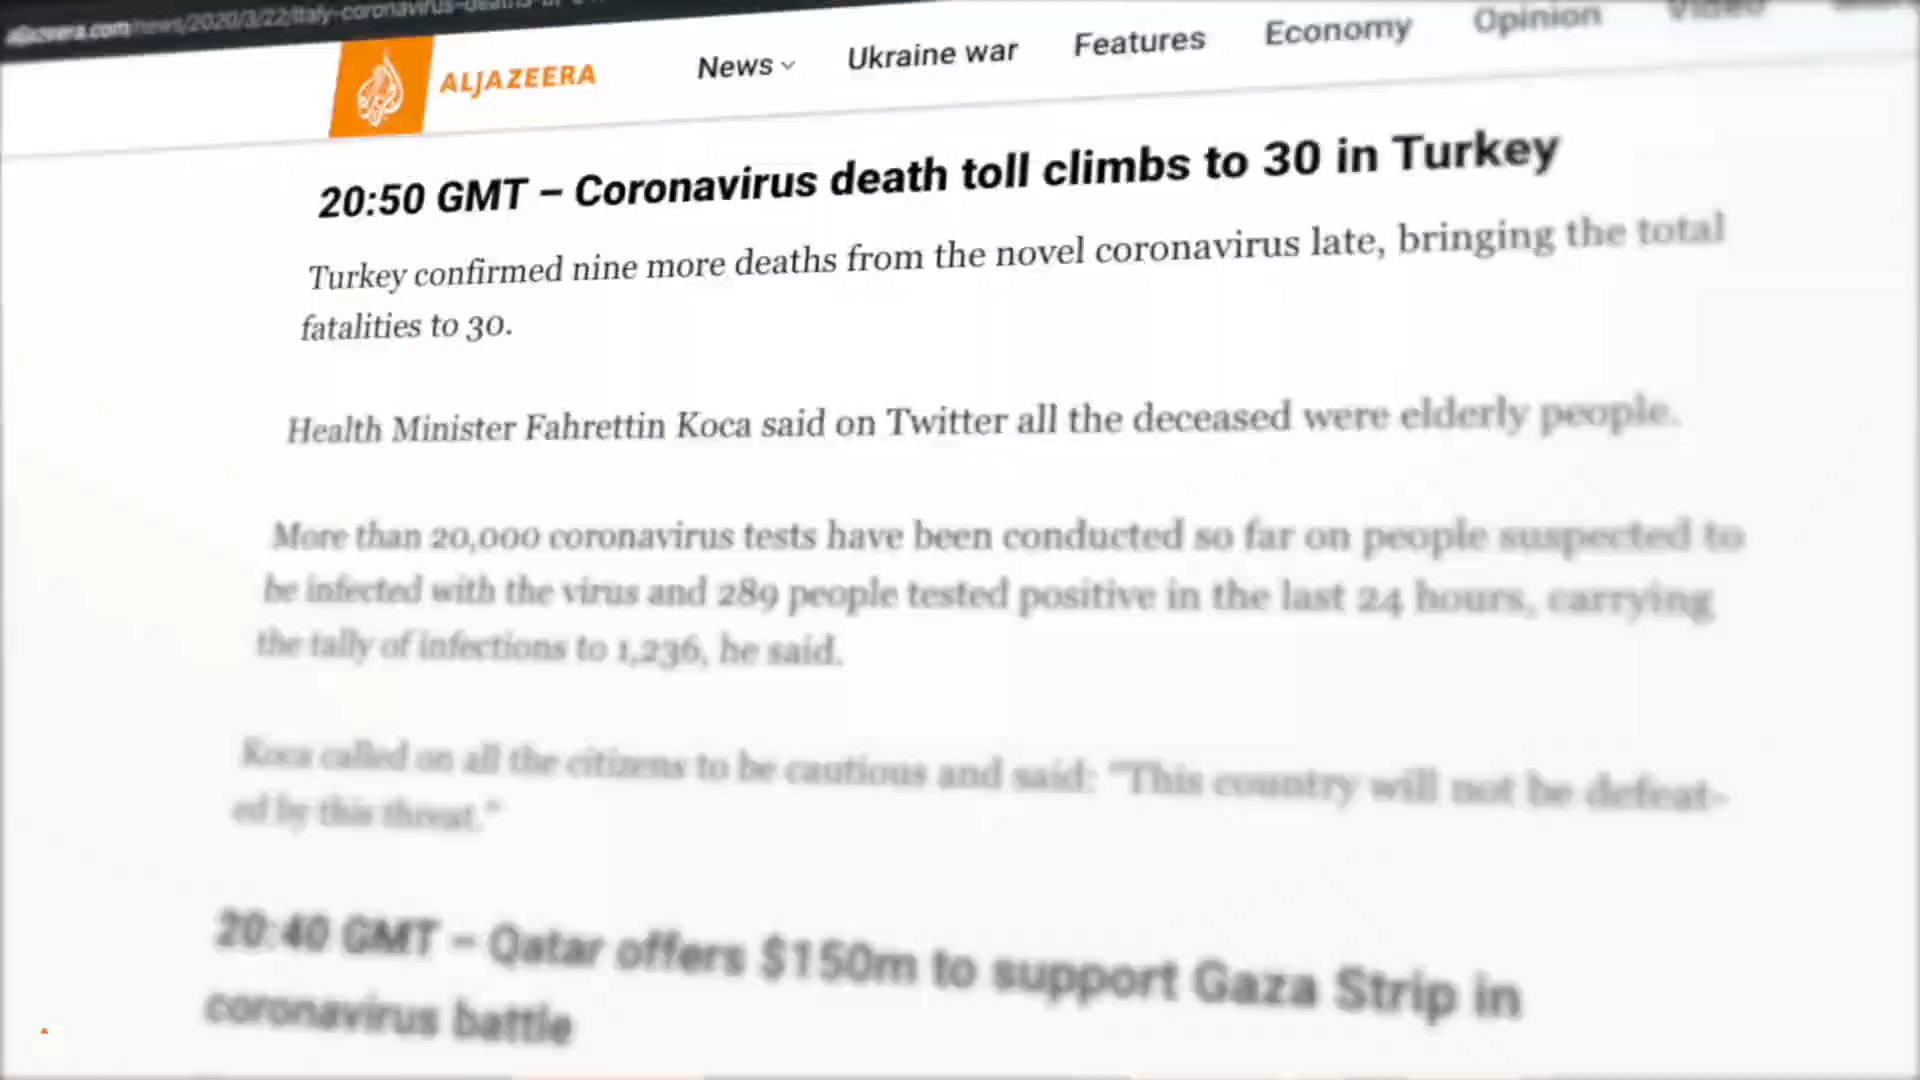 aljazeera.com/news/2020/3/22/italy-coronavirus-deaths-
ALJAZEERA
News
Ukraine war
Features
Economy
Opinion
Video
20:50 GMT – Coronavirus death toll climbs to 30 in Turkey
Turkey confirmed nine more deaths from the novel coronavirus late, bringing the total
fatalities to 30.
Health Minister Fahrettin Koca said on Twitter all the deceased were elderly people.
More than 20,000 coronavirus tests have been conducted so far on people suspected to
be infected with the virus and 289 people tested positive in the last 24 hours, carrying
the tally of infections to 1,236, he said.
Koca called on all the citizens to be cautious and said: "This country will not be defeat-
ed by this threat."
20:40 GMT – Qatar offers $150m to support Gaza Strip in
coronavirus battle